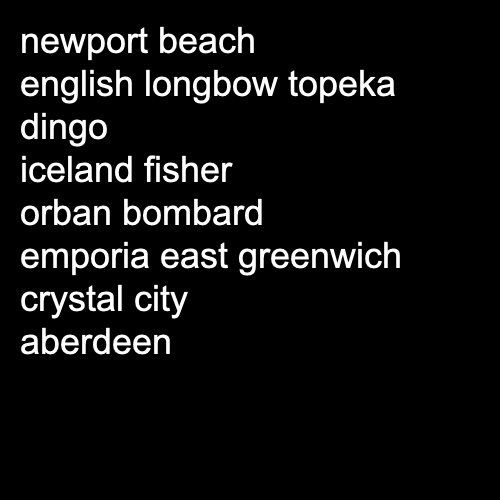 newport beach
english longbow topeka
dingo
iceland fisher
orban bombard
emporia east greenwich
crystal city
aberdeen